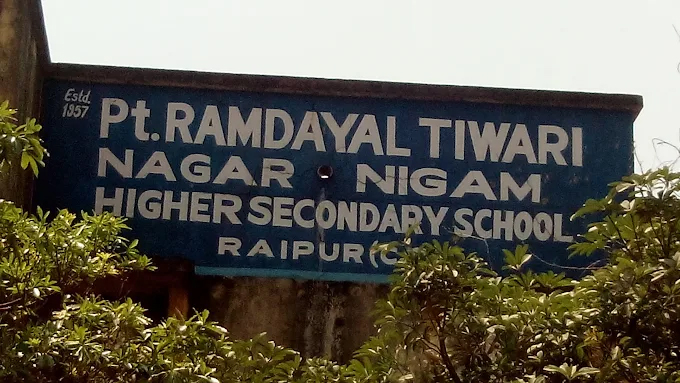 Estd.
1957
Pt. RAMDAYAL TIWARI
NAGAR NIGAM
HIGHER SECONDARY SCHOOL
RAIPUR (C.